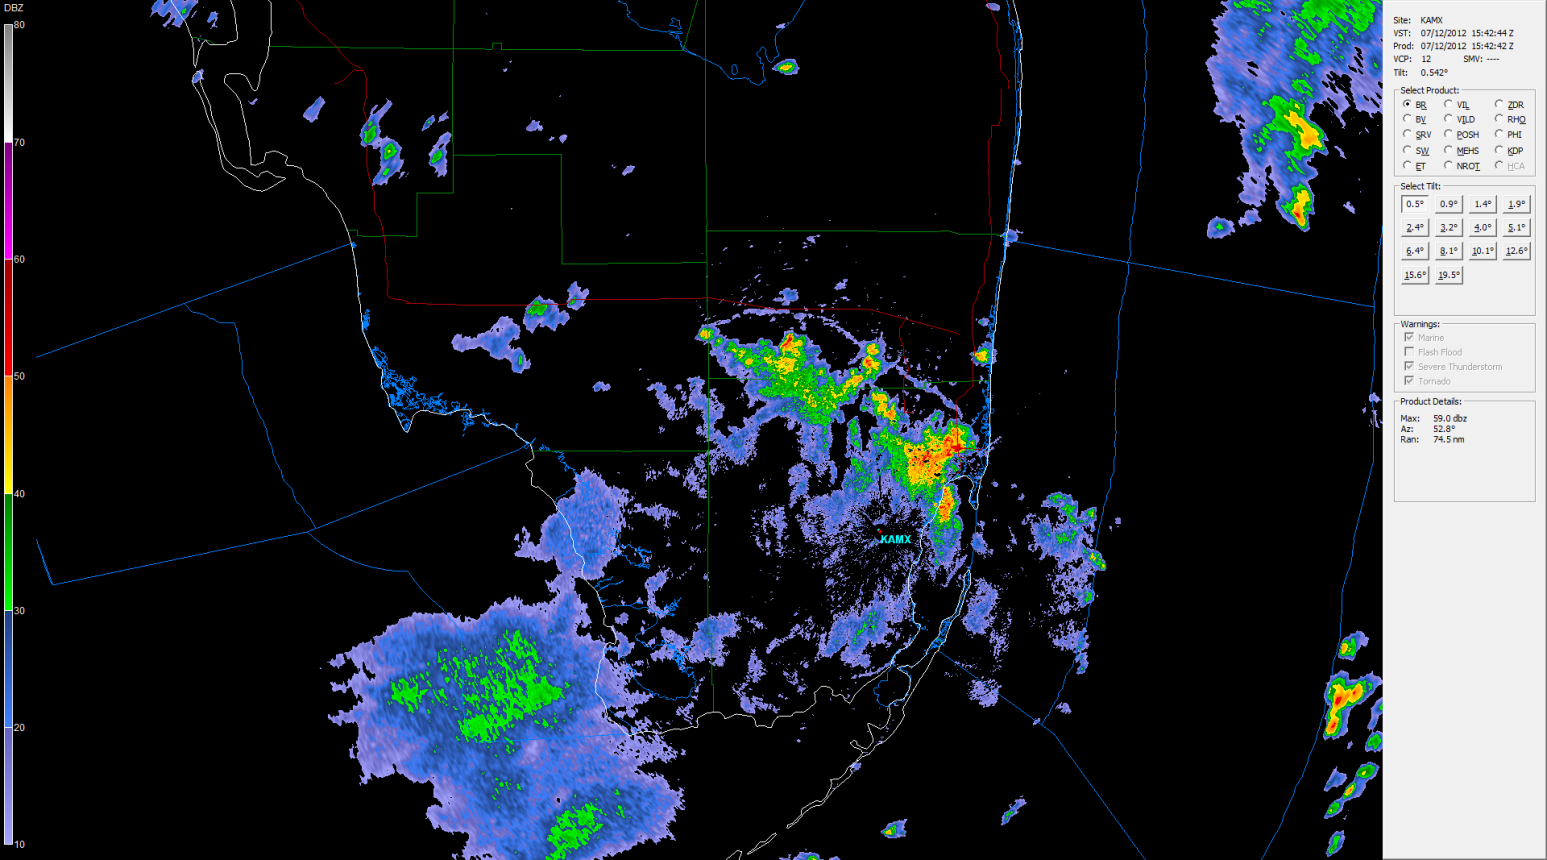 DBZ
80
70
60
50
40
30
20
10
KAMX
Site: KAMX
VST: 07/12/2012 15:42:44 Z
Prod: 07/12/2012 15:42:42 Z
VCP: 12 SMV: ----
Tilt: 0.542°
Select Product:
BR VIL ZDR
BV VILD RHO
SRV POSH PHI
SW MEHS KDP
ET NROT HCA
Select Tilt:
0.5° 0.9° 1.4° 1.9°
2.4° 3.2° 4.0° 5.1°
6.4° 8.1° 10.1° 12.6°
15.6° 19.5°
Warnings:
Marine
Flash Flood
Severe Thunderstorm
Tornado
Product Details:
Max: 59.0 dbz
Az: 52.8°
Ran: 74.5 nm